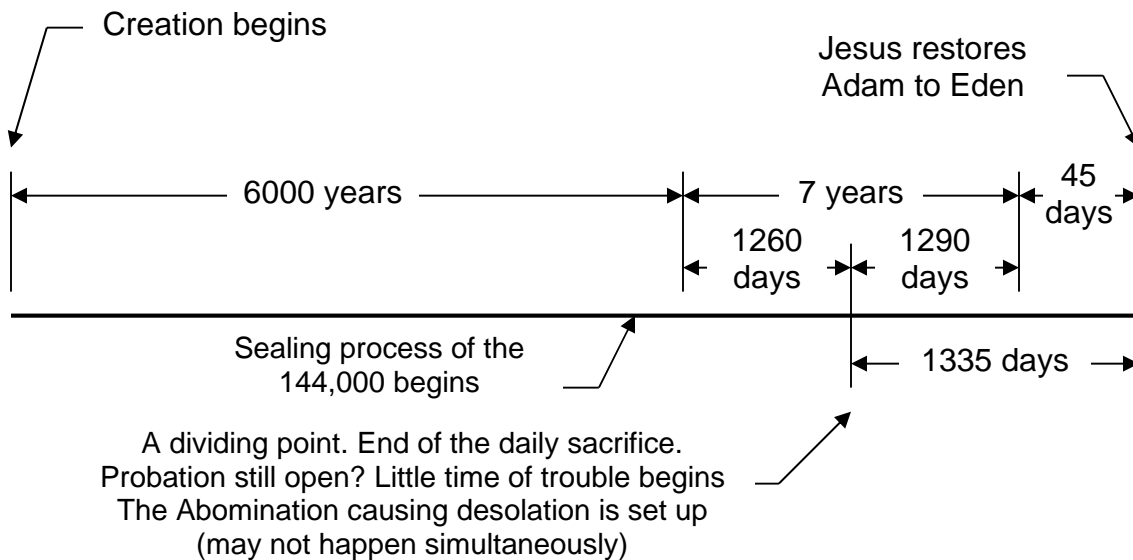 Creation begins
Jesus restores
Adam to Eden
6000 years
7 years
45
days
1260
days
1290
days
Sealing process of the
144,000 begins
1335 days
A dividing point. End of the daily sacrifice.
Probation still open? Little time of trouble begins
The Abomination causing desolation is set up
(may not happen simultaneously)